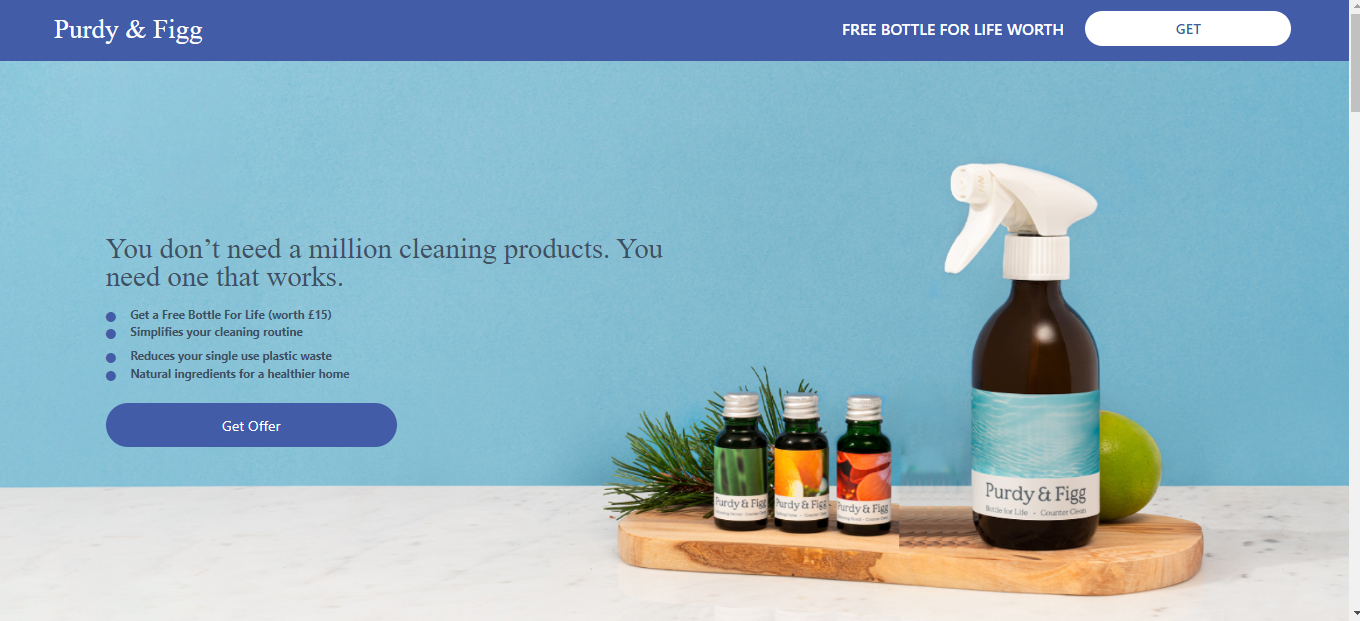 Purdy & Figg
FREE BOTTLE FOR LIFE WORTH
GET
You don’t need a million cleaning products. You
need one that works.
Get a Free Bottle For Life (worth £15)
Simplifies your cleaning routine
Reduces your single use plastic waste
Natural ingredients for a healthier home
Get Offer
Purdy & Figg
Purdy & Figg
Purdy & Figg
Purdy & Figg
Bottle for Life • Counter Clean